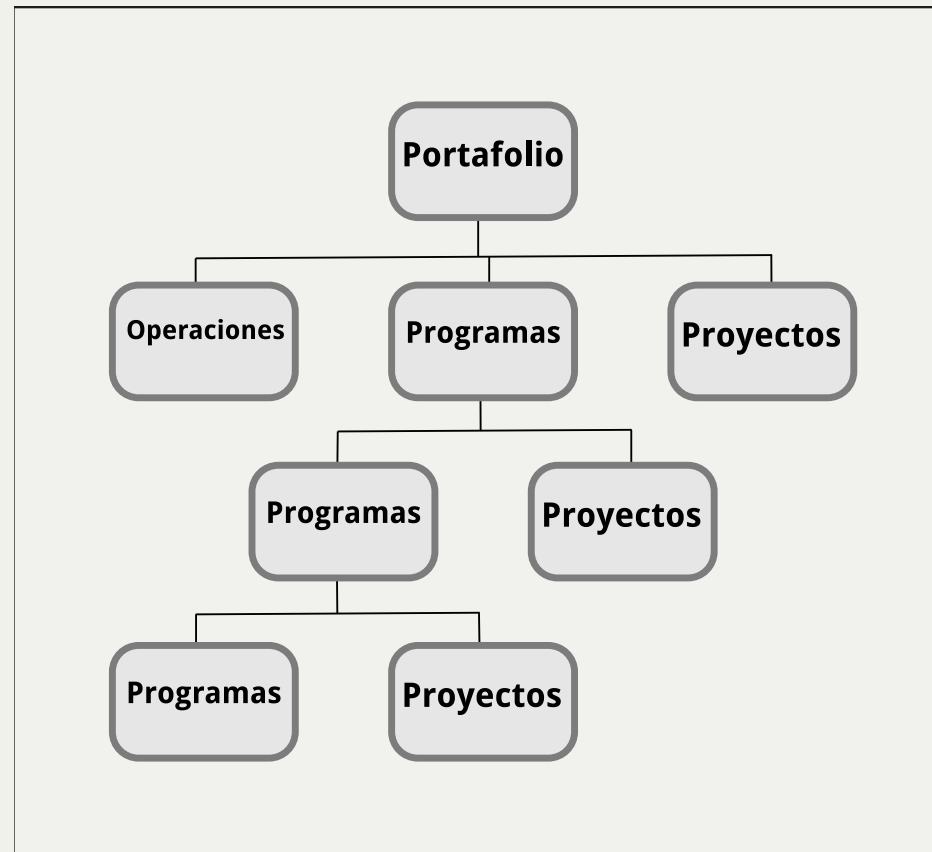 Portafolio
Operaciones
Programas
Proyectos
Programas
Proyectos
Programas
Proyectos